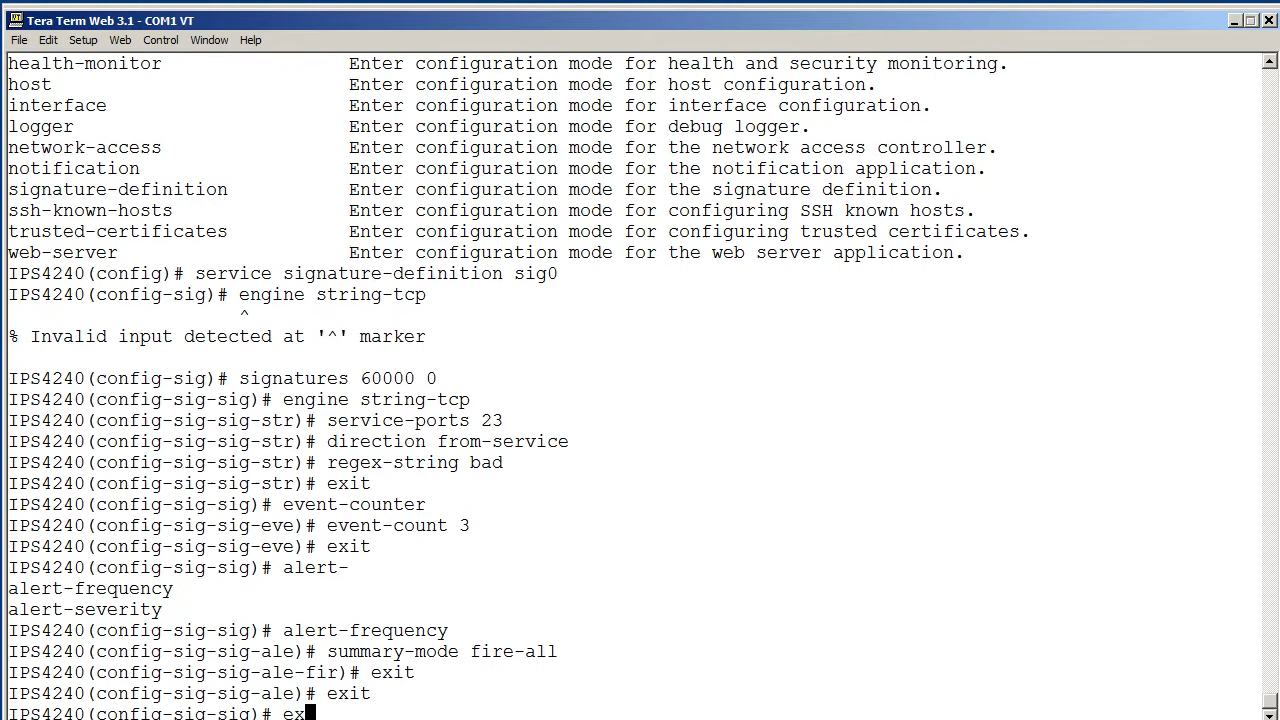 Tera Term Web 3.1 - COM1 VT
File Edit Setup Web Control Window Help
health-monitor Enter configuration mode for health and security monitoring.
host Enter configuration mode for host configuration.
interface Enter configuration mode for interface configuration.
logger Enter configuration mode for debug logger.
network-access Enter configuration mode for the network access controller.
notification Enter configuration mode for the notification application.
signature-definition Enter configuration mode for the signature definition.
ssh-known-hosts Enter configuration mode for configuring SSH known hosts.
trusted-certificates Enter configuration mode for configuring trusted certificates.
web-server Enter configuration mode for the web server application.
IPS4240(config)# service signature-definition sig0
IPS4240(config-sig)# engine string-tcp
^
% Invalid input detected at '^' marker
IPS4240(config-sig)# signatures 60000 0
IPS4240(config-sig-sig)# engine string-tcp
IPS4240(config-sig-sig-str)# service-ports 23
IPS4240(config-sig-sig-str)# direction from-service
IPS4240(config-sig-sig-str)# regex-string bad
IPS4240(config-sig-sig-str)# exit
IPS4240(config-sig-sig)# event-counter
IPS4240(config-sig-sig-eve)# event-count 3
IPS4240(config-sig-sig-eve)# exit
IPS4240(config-sig-sig)# alert-
alert-frequency
alert-severity
IPS4240(config-sig-sig)# alert-frequency
IPS4240(config-sig-sig-ale)# summary-mode fire-all
IPS4240(config-sig-sig-ale-fir)# exit
IPS4240(config-sig-sig-ale)# exit
IPS4240(config-sig-sig)# ex